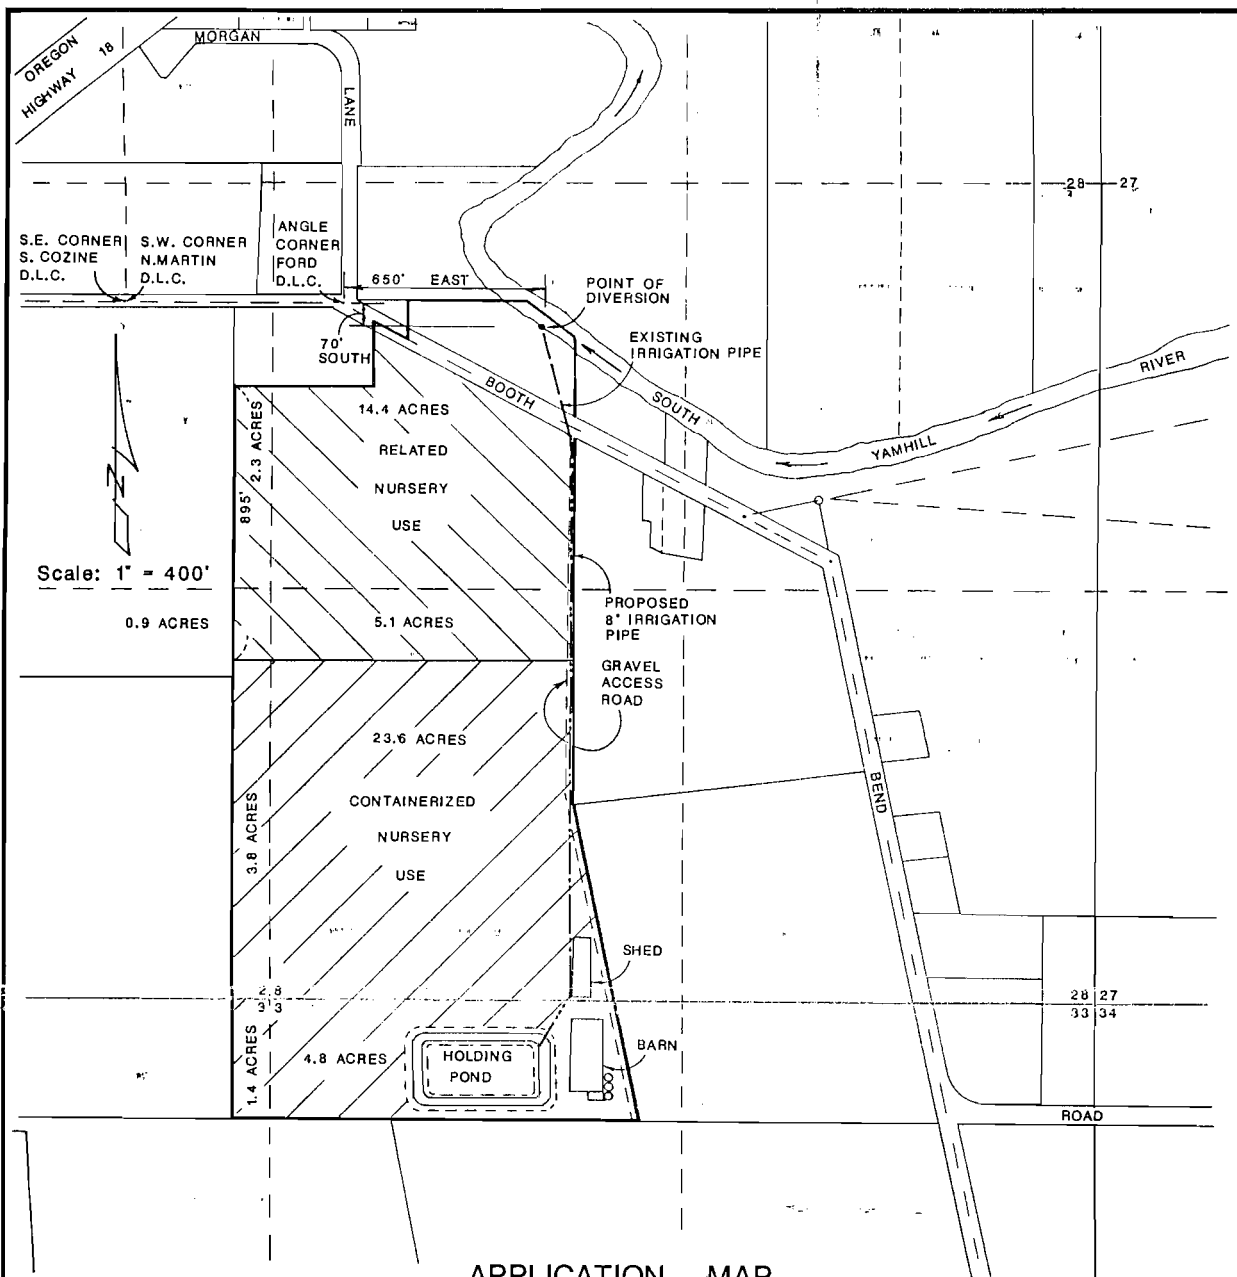 MORGAN
OREGON
HIGHWAY 18
LANE
28 27
S.E. CORNER
S. COZINE
D.L.C.
S.W. CORNER
N.MARTIN
D.L.C.
ANGLE
CORNER
FORD
D.L.C.
650' EAST
POINT OF
DIVERSION
70'
SOUTH
EXISTING
IRRIGATION PIPE
BOOTH
SOUTH
YAMHILL
RIVER
2.3 ACRES
895'
14.4 ACRES
RELATED
NURSERY
USE
N
Scale: 1" = 400'
0.9 ACRES
5.1 ACRES
PROPOSED
8" IRRIGATION
PIPE
GRAVEL
ACCESS
ROAD
23.6 ACRES
CONTAINERIZED
NURSERY
USE
3.8 ACRES
BEND
SHED
28
33
28 27
33 34
1.4 ACRES
4.8 ACRES
HOLDING
POND
BARN
ROAD
APPLICATION MAP